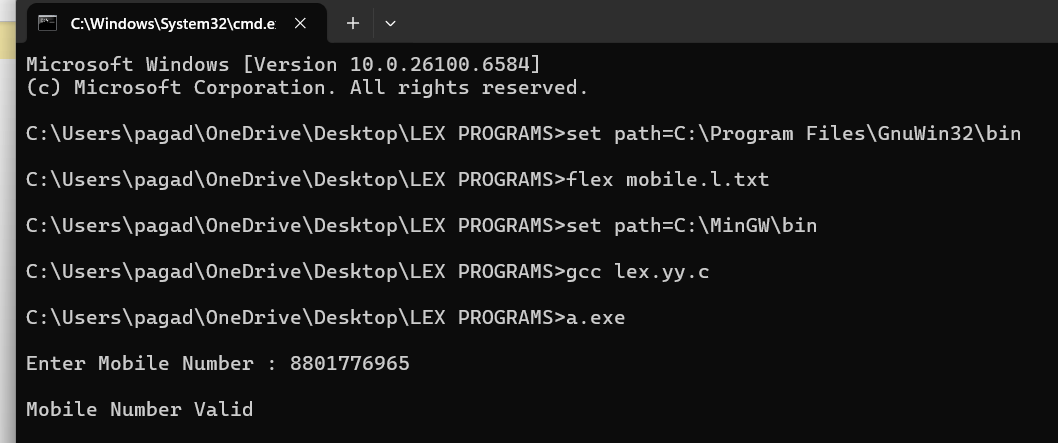 C:\Windows\System32\cmd.e
Microsoft Windows [Version 10.0.26100.6584]
(c) Microsoft Corporation. All rights reserved.
C:\Users\pagad\OneDrive\Desktop\LEX PROGRAMS>set path=C:\Program Files\GnuWin32\bin
C:\Users\pagad\OneDrive\Desktop\LEX PROGRAMS>flex mobile.l.txt
C:\Users\pagad\OneDrive\Desktop\LEX PROGRAMS>set path=C:\MinGW\bin
C:\Users\pagad\OneDrive\Desktop\LEX PROGRAMS>gcc lex.yy.c
C:\Users\pagad\OneDrive\Desktop\LEX PROGRAMS>a.exe
Enter Mobile Number : 8801776965
Mobile Number Valid